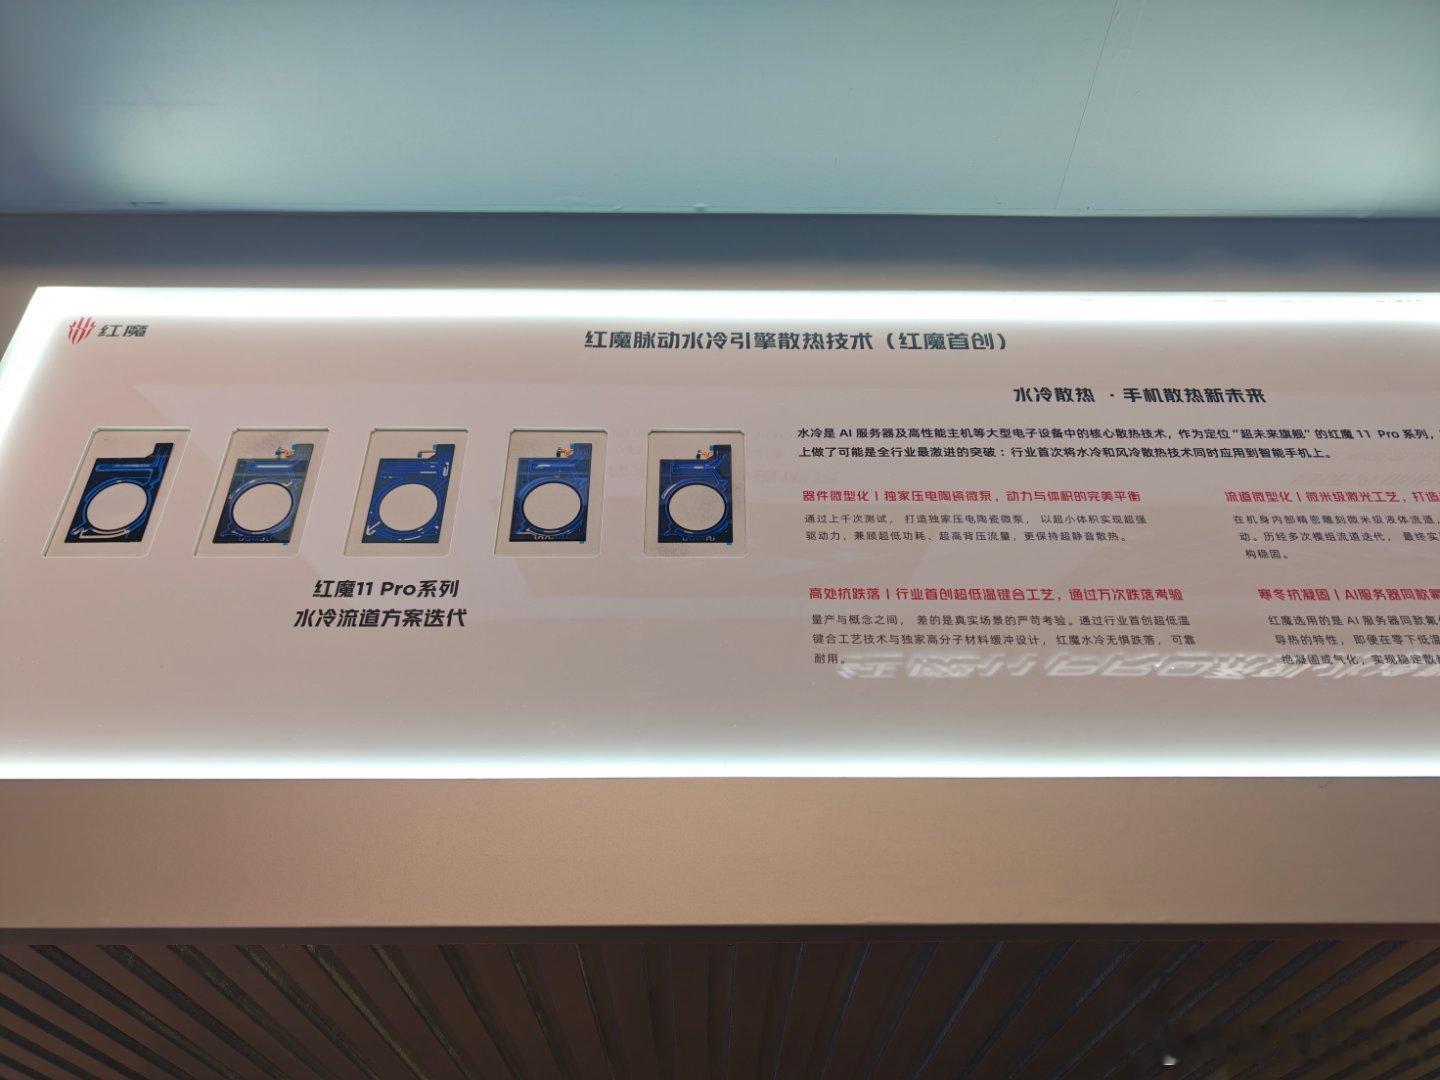 红魔
红魔脉动水冷引擎散热技术（红魔首创）
水冷散热 · 手机散热新未来
水冷是 AI 服务器及高性能主机等大型电子设备中的核心散热技术，作为定位“超未来旗舰”的红魔 11 Pro 系列，
上做了可能是全行业最激进的突破：行业首次将水冷和风冷散热技术同时应用到智能手机上。
器件微型化丨独家压电陶瓷微泵，动力与体积的完美平衡
通过上千次测试， 打造独家压电陶瓷微泵， 以超小体积实现超强
驱动力，兼顾超低功耗、超高背压流量，更保持超静音散热。
流道微型化丨微米级激光工艺，打造
在机身内部精密雕刻微米级液体流道，
动。历经多次模组流道迭代， 最终实
构稳固。
红魔11 Pro系列
水冷流道方案迭代
高处抗跌落丨行业首创超低温键合工艺，通过万次跌落考验
量产与概念之间， 差的是真实场景的严苛考验。通过行业首创超低温
键合工艺技术与独家高分子材料缓冲设计， 红魔水冷无惧跌落， 可靠
耐用。
寒冬抗凝固丨AI服务器同款氟
红魔选用的是 AI 服务器同款氟
导热的特性， 即便在零下低温
绝凝固或气化，实现稳定散热